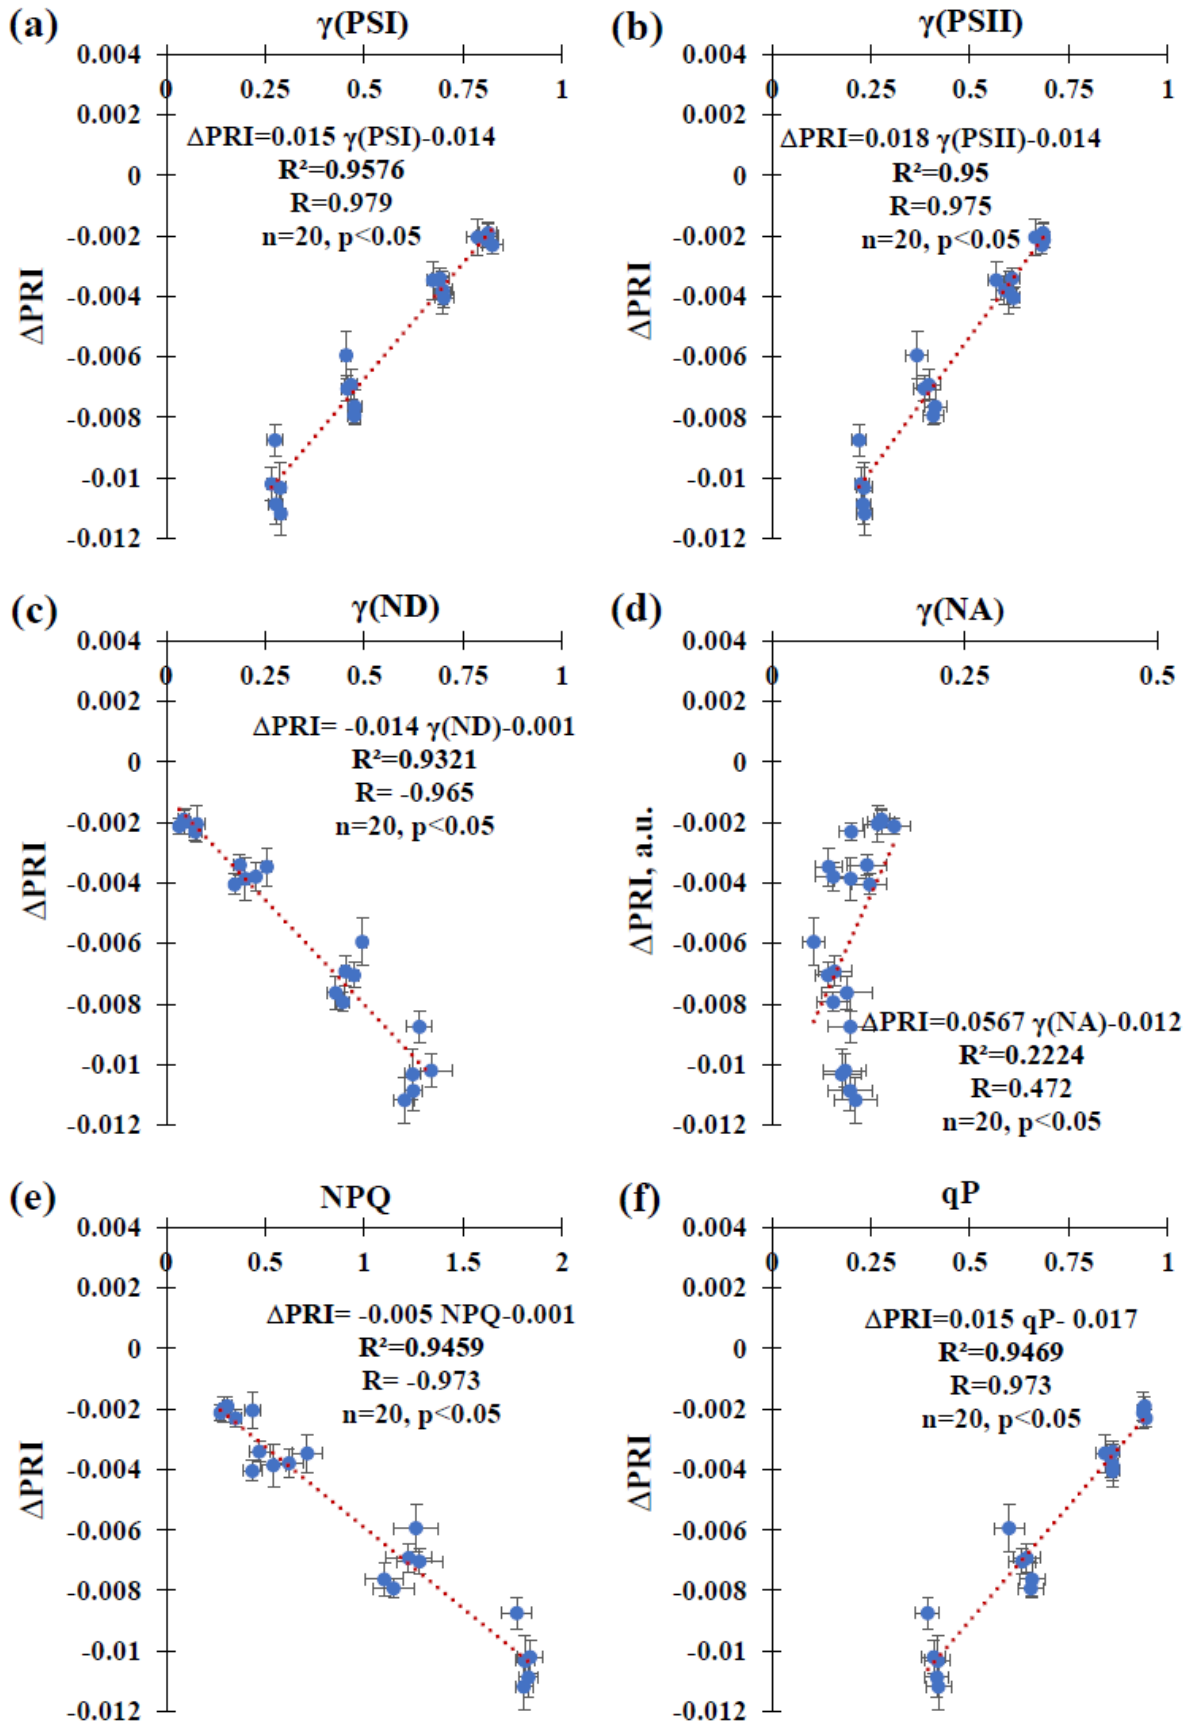 (a)
γ(PSI)
0.004
0 0.25 0.5 0.75 1
0.002
ΔPRI=0.015 γ(PSI)-0.014
R²=0.9576
0
R=0.979
n=20, p<0.05
-0.002
-0.004
-0.006
-0.008
-0.01
-0.012
ΔPRI
(b)
γ(PSII)
0.004
0 0.25 0.5 0.75 1
0.002
ΔPRI=0.018 γ(PSII)-0.014
R²=0.95
0
R=0.975
n=20, p<0.05
-0.002
-0.004
-0.006
-0.008
-0.01
-0.012
ΔPRI
(c)
γ(ND)
0.004
0 0.25 0.5 0.75 1
0.002
ΔPRI= -0.014 γ(ND)-0.001
R²=0.9321
0
R= -0.965
n=20, p<0.05
-0.002
-0.004
-0.006
-0.008
-0.01
-0.012
ΔPRI
(d)
γ(NA)
0.004
0 0.25 0.5
0.002
0
-0.002
-0.004
-0.006
-0.008
ΔPRI=0.0567 γ(NA)-0.012
R²=0.2224
-0.01
R=0.472
n=20, p<0.05
-0.012
ΔPRI, a.u.
(e)
NPQ
0.004
0 0.5 1 1.5 2
0.002
ΔPRI= -0.005 NPQ-0.001
R²=0.9459
0
R= -0.973
n=20, p<0.05
-0.002
-0.004
-0.006
-0.008
-0.01
-0.012
ΔPRI
(f)
qP
0.004
0 0.25 0.5 0.75 1
0.002
ΔPRI=0.015 qP- 0.017
R²=0.9469
0
R=0.973
n=20, p<0.05
-0.002
-0.004
-0.006
-0.008
-0.01
-0.012
ΔPRI